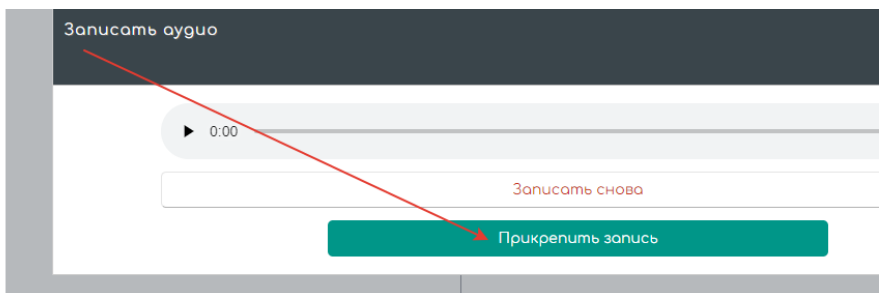 Записать аудио
0:00
Записать снова
Прикрепить запись